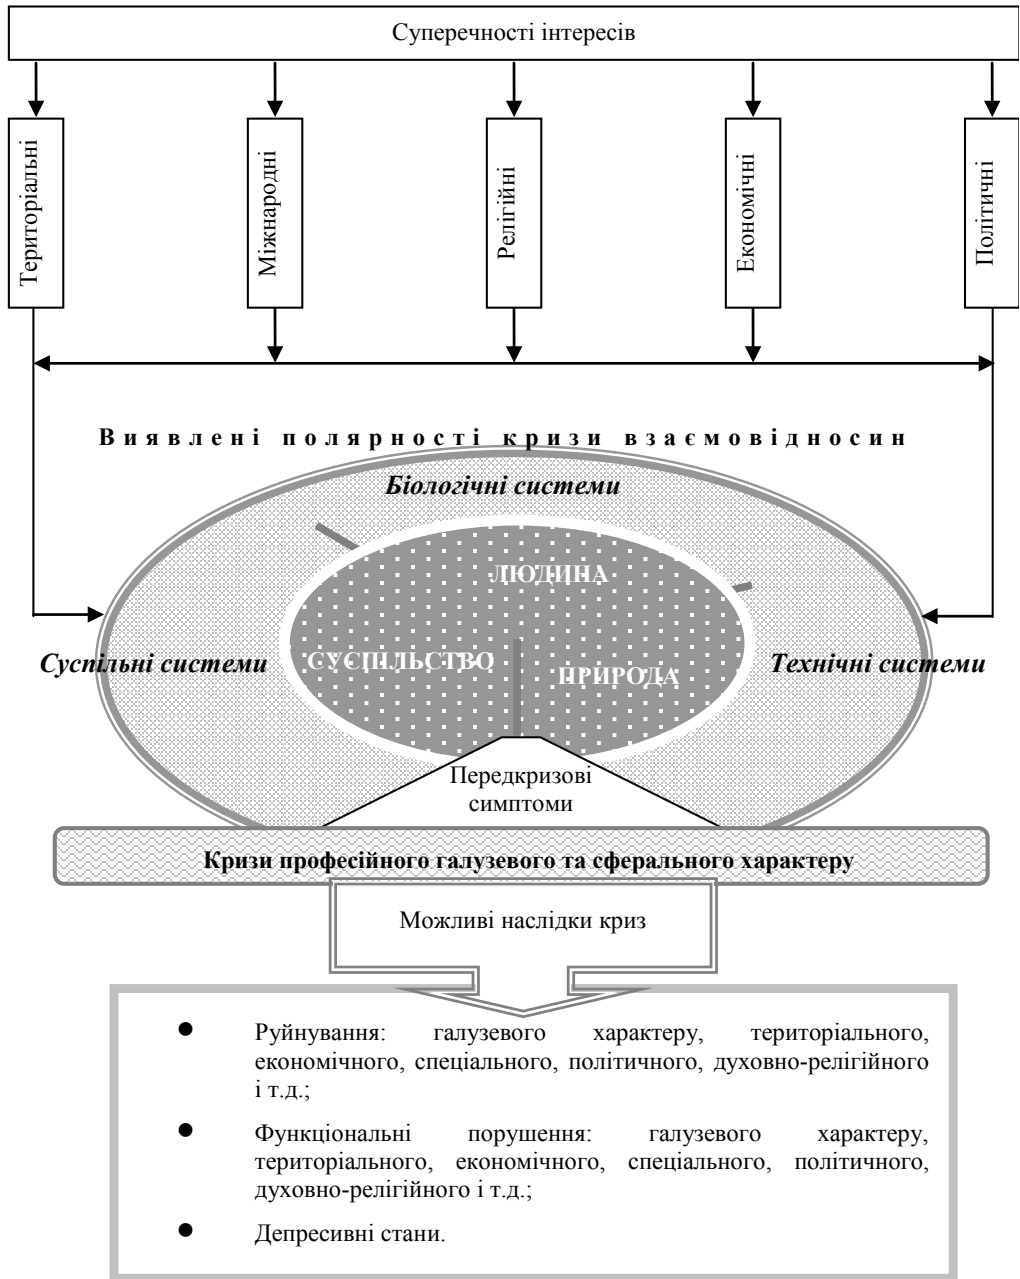 Суперечності інтересів
Територіальні
Міжнародні
Релігійні
Економічні
Політичні
Виявлені полярності кризи взаємовідносин
Біологічні системи
ЛЮДИНА
СУСПІЛЬСТВО
ПРИРОДА
Суспільні системи
Технічні системи
Передкризові
симптоми
Кризи професійного галузевого та сферального характеру
Можливі наслідки криз
● Руйнування: галузевого характеру, територіального,
економічного, спеціального, політичного, духовно-релігійного
і т.д.;
● Функціональні порушення: галузевого характеру,
територіального, економічного, спеціального, політичного,
духовно-релігійного і т.д.;
● Депресивні стани.